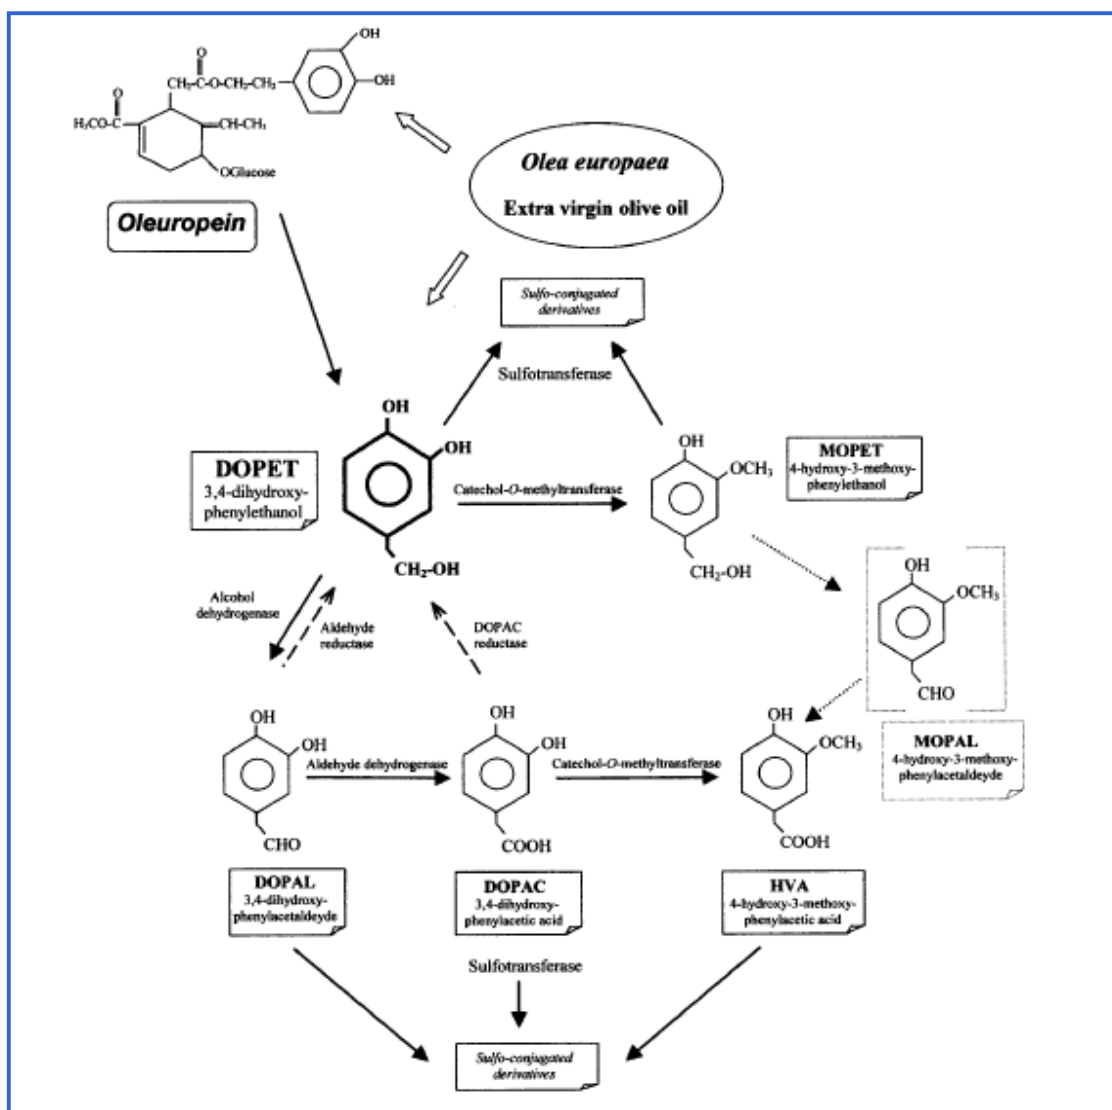 OH
O
CH₂-C-O-CH₂-CH₃
OH
O
H₃CO-C
CH-CH₃
OGlucose
Oleuropein
Olea europaea
Extra virgin olive oil
Sulfo-conjugated
derivatives
Sulfotransferase
OH
OH
DOPET
3,4-dihydroxy-
phenylethanol
CH₂-OH
Catechol-O-methyltransferase
OH
OCH₃
CH₂-OH
MOPET
4-hydroxy-3-methoxy-
phenylethanol
Alcohol
dehydrogenase
Aldehyde
reductase
DOPAC
reductase
OH
OCH₃
CHO
MOPAL
4-hydroxy-3-methoxy-
phenylacetaldeyde
OH
OH
CHO
Aldehyde dehydrogenase
OH
OH
COOH
Catechol-O-methyltransferase
OH
OCH₃
COOH
DOPAL
3,4-dihydroxy-
phenylacetaldeyde
DOPAC
3,4-dihydroxy-
phenylacetic acid
HVA
4-hydroxy-3-methoxy-
phenylacetic acid
Sulfotransferase
Sulfo-conjugated
derivatives